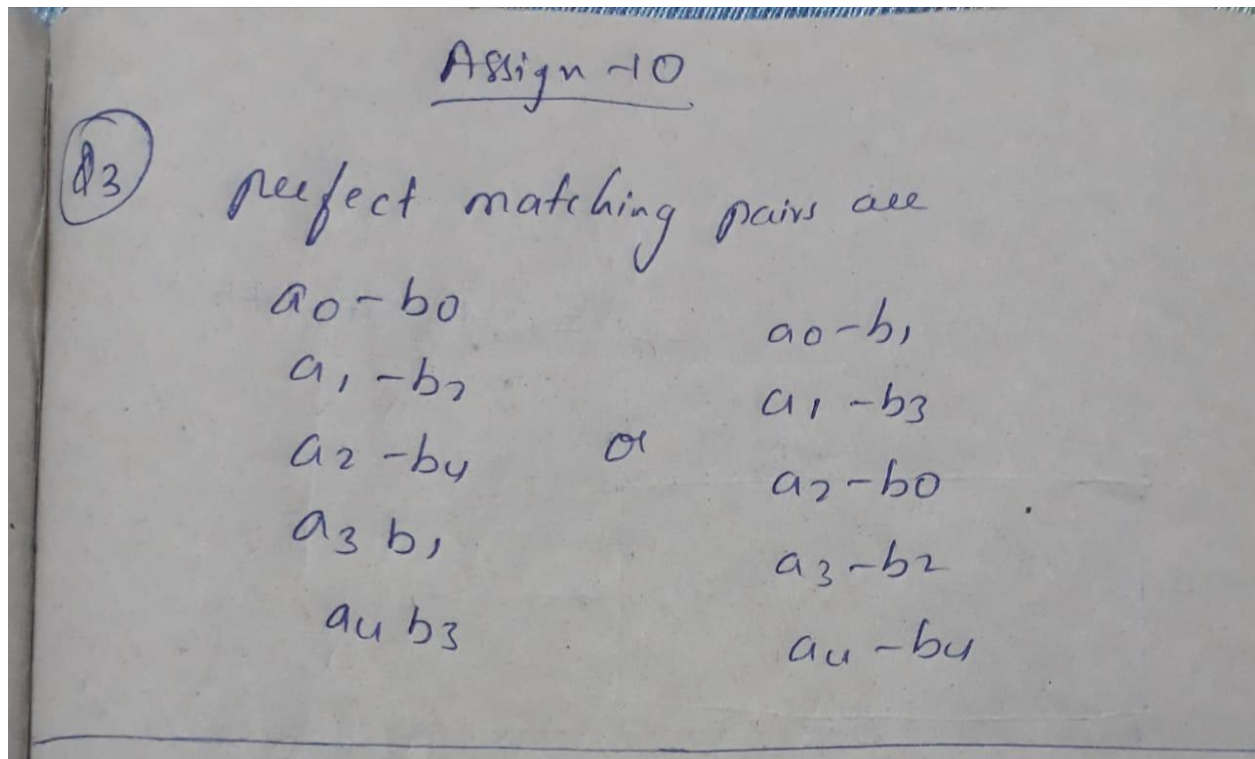 Assign-10
Q3
perfect matching pairs are
a0-b0
a1-b2
a2-b4
a3 b1
a4 b3
or
a0-b1
a1-b3
a2-b0
a3-b2
a4-b4